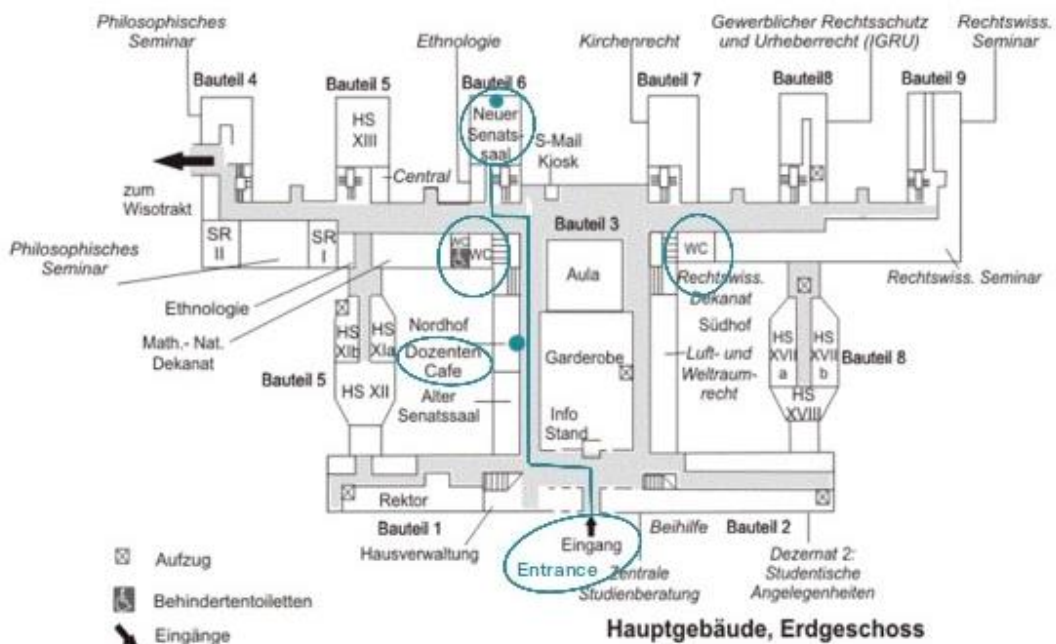 Philosophisches
Seminar
Ethnologie
Kirchenrecht
Gewerblicher Rechtsschutz
und Urheberrecht (IGRU)
Rechtswiss.
Seminar
Bauteil 4
Bauteil 5
Bauteil 6
Bauteil 7
Bauteil8
Bauteil 9
HS
XIII
Neuer
Senats-
saal
S-Mail
Kiosk
Central
zum
Wisotrakt
SR
II
SR
I
WC
WC
Bauteil 3
WC
Aula
Philosophisches
Seminar
Rechtswiss.
Dekanat
Rechtswiss. Seminar
Ethnologie
Math.- Nat.
Dekanat
HS
XIb
HS
XIa
Nordhof
Dozenten
Cafe
Garderobe
Südhof
Luft- und
Weltraum-
recht
HS
XVII
a
HS
XVII
b
Bauteil 8
Bauteil 5
HS XII
Alter
Senatssaal
HS
XVIII
Info
Stand
Rektor
Bauteil 1
Hausverwaltung
Eingang
Entrance
Beihilfe
Bauteil 2
Zentrale
Studienberatung
Dezernat 2:
Studentische
Angelegenheiten
Aufzug
Behindertentoiletten
Eingänge
Hauptgebäude, Erdgeschoss